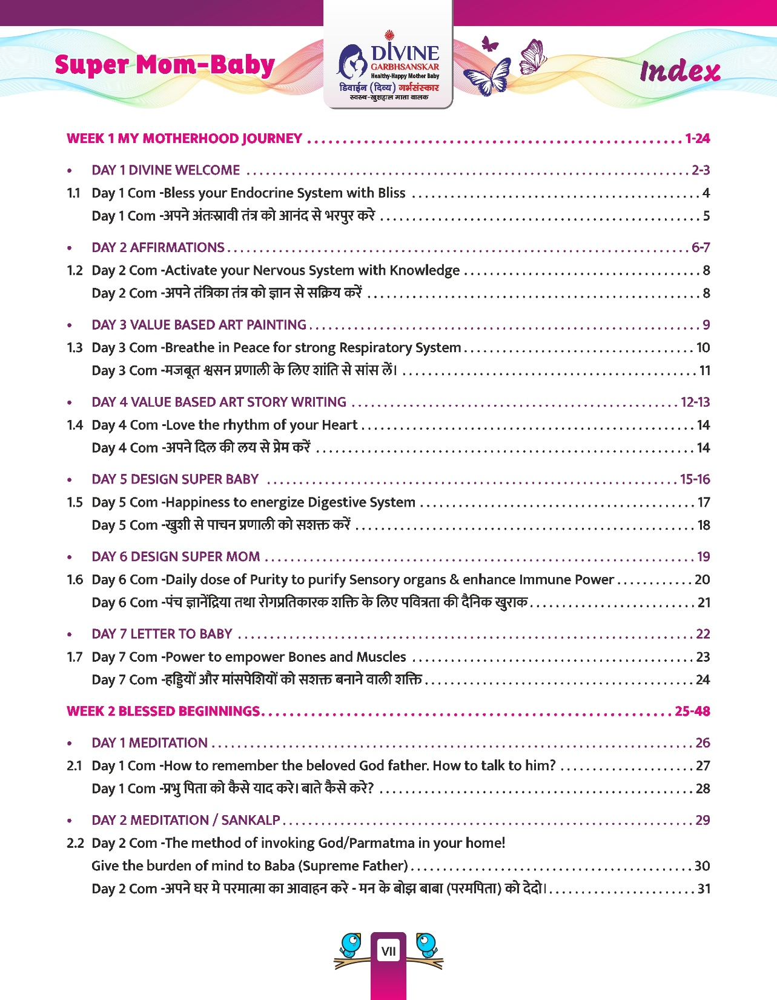 Super Mom-Baby
DIVINE
GARBHSANSKAR
Healthy-Happy Mother Baby
डिवाईन (दिव्य) गर्भसंस्कार
स्वस्थ-खुशहाल माता बालक
Index
WEEK 1 MY MOTHERHOOD JOURNEY . . . . . . . . . . . . . . . . . . . . 1-24
• DAY 1 DIVINE WELCOME . . . . . . . . . . . . . . . . . . . . 2-3
1.1 Day 1 Com -Bless your Endocrine System with Bliss . . . . . . . . . . . . . . . . . . . . 4
Day 1 Com -अपने अंतःस्रावी तंत्र को आनंद से भरपुर करे . . . . . . . . . . . . . . . . . . . . 5
• DAY 2 AFFIRMATIONS . . . . . . . . . . . . . . . . . . . . 6-7
1.2 Day 2 Com -Activate your Nervous System with Knowledge . . . . . . . . . . . . . . . . . . . . 8
Day 2 Com -अपने तंत्रिका तंत्र को ज्ञान से सक्रिय करें . . . . . . . . . . . . . . . . . . . . 8
• DAY 3 VALUE BASED ART PAINTING . . . . . . . . . . . . . . . . . . . . 9
1.3 Day 3 Com -Breathe in Peace for strong Respiratory System . . . . . . . . . . . . . . . . . . . . 10
Day 3 Com -मजबूत श्वसन प्रणाली के लिए शांति से सांस लें। . . . . . . . . . . . . . . . . . . . . 11
• DAY 4 VALUE BASED ART STORY WRITING . . . . . . . . . . . . . . . . . . . . 12-13
1.4 Day 4 Com -Love the rhythm of your Heart . . . . . . . . . . . . . . . . . . . . 14
Day 4 Com -अपने दिल की लय से प्रेम करें . . . . . . . . . . . . . . . . . . . . 14
• DAY 5 DESIGN SUPER BABY . . . . . . . . . . . . . . . . . . . . 15-16
1.5 Day 5 Com -Happiness to energize Digestive System . . . . . . . . . . . . . . . . . . . . 17
Day 5 Com -खुशी से पाचन प्रणाली को सशक्त करें . . . . . . . . . . . . . . . . . . . . 18
• DAY 6 DESIGN SUPER MOM . . . . . . . . . . . . . . . . . . . . 19
1.6 Day 6 Com -Daily dose of Purity to purify Sensory organs & enhance Immune Power . . . . . . . . . . . . 20
Day 6 Com -पंच ज्ञानेंद्रिया तथा रोगप्रतिकारक शक्ति के लिए पवित्रता की दैनिक खुराक . . . . . . . . . . . . . . . . . . . . 21
• DAY 7 LETTER TO BABY . . . . . . . . . . . . . . . . . . . . 22
1.7 Day 7 Com -Power to empower Bones and Muscles . . . . . . . . . . . . . . . . . . . . 23
Day 7 Com -हड्डियों और मांसपेशियों को सशक्त बनाने वाली शक्ति . . . . . . . . . . . . . . . . . . . . 24
WEEK 2 BLESSED BEGINNINGS . . . . . . . . . . . . . . . . . . . . 25-48
• DAY 1 MEDITATION . . . . . . . . . . . . . . . . . . . . 26
2.1 Day 1 Com -How to remember the beloved God father. How to talk to him? . . . . . . . . . . . . . . . . . . . . 27
Day 1 Com -प्रभु पिता को कैसे याद करे। बाते कैसे करे? . . . . . . . . . . . . . . . . . . . . 28
• DAY 2 MEDITATION / SANKALP . . . . . . . . . . . . . . . . . . . . 29
2.2 Day 2 Com -The method of invoking God/Parmatma in your home!
Give the burden of mind to Baba (Supreme Father) . . . . . . . . . . . . . . . . . . . . 30
Day 2 Com -अपने घर मे परमात्मा का आवाहन करे - मन के बोझ बाबा (परमपिता) को देदो। . . . . . . . . . . . . . . . . . . . . 31
VII